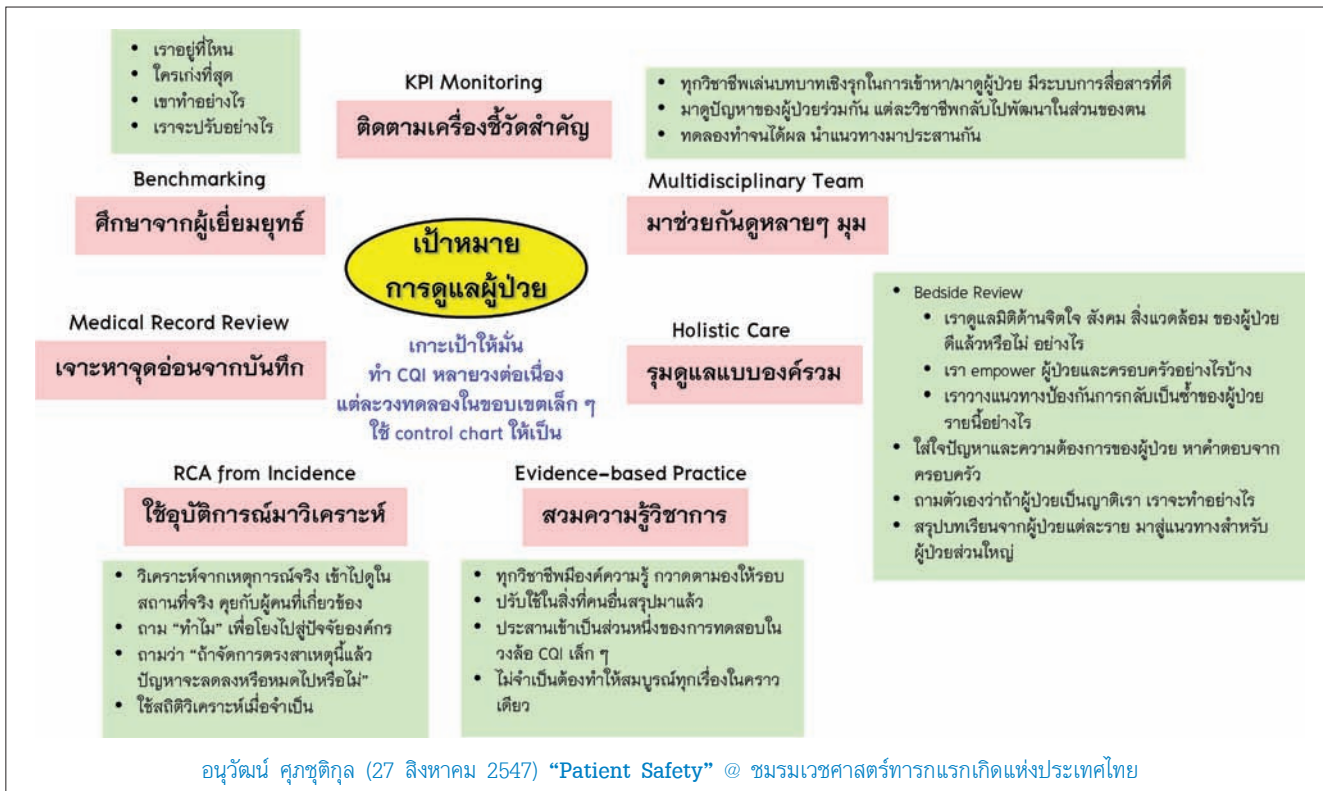 • เราอยู่ที่ไหน
• ใครเก่งที่สุด
• เขาทำอย่างไร
• เราจะปรับอย่างไร
KPI Monitoring
ติดตามเครื่องชี้วัดสำคัญ
• ทุกวิชาชีพเล่นบทบาทเชิงรุกในการเข้าหา/มาดูผู้ป่วย มีระบบการสื่อสารที่ดี
• มาดูปัญหาของผู้ป่วยร่วมกัน แต่ละวิชาชีพกลับไปพัฒนาในส่วนของตน
• ทดลองทำจนได้ผล นำแนวทางมาประสานกัน
Benchmarking
ศึกษาจากผู้เยี่ยมยุทธ์
Multidisciplinary Team
มาช่วยกันดูหลายๆ มุม
เป้าหมาย
การดูแลผู้ป่วย
เกาะเป้าให้มั่น
ทำ CQI หลายวงต่อเนื่อง
แต่ละวงทดลองในขอบเขตเล็ก ๆ
ใช้ control chart ให้เป็น
Medical Record Review
เจาะหาจุดอ่อนจากบันทึก
Holistic Care
รุมดูแลแบบองค์รวม
• Bedside Review
• เราดูแลมิติด้านจิตใจ สังคม สิ่งแวดล้อม ของผู้ป่วย
ดีแล้วหรือไม่ อย่างไร
• เรา empower ผู้ป่วยและครอบครัวอย่างไรบ้าง
• เราวางแนวทางป้องกันการกลับเป็นซ้ำของผู้ป่วย
รายนี้อย่างไร
• ใส่ใจปัญหาและความต้องการของผู้ป่วย หาคำตอบจาก
ครอบครัว
• ถามตัวเองว่าถ้าผู้ป่วยเป็นญาติเรา เราจะทำอย่างไร
• สรุปบทเรียนจากผู้ป่วยแต่ละราย มาสู่แนวทางสำหรับ
ผู้ป่วยส่วนใหญ่
RCA from Incidence
ใช้อุบัติการณ์มาวิเคราะห์
• วิเคราะห์จากเหตุการณ์จริง เข้าไปดูใน
สถานที่จริง คุยกับผู้คนที่เกี่ยวข้อง
• ถาม “ทำไม” เพื่อโยงไปสู่ปัจจัยองค์กร
• ถามว่า “ถ้าจัดการตรงสาเหตุนี้แล้ว
ปัญหาจะลดลงหรือหมดไปหรือไม่”
• ใช้สถิติวิเคราะห์เมื่อจำเป็น
Evidence-based Practice
สวมความรู้วิชาการ
• ทุกวิชาชีพมีองค์ความรู้ กวาดตามองให้รอบ
• ปรับใช้ในสิ่งที่คนอื่นสรุปมาแล้ว
• ประสานเข้าเป็นส่วนหนึ่งของการทดสอบใน
วงล้อ CQI เล็ก ๆ
• ไม่จำเป็นต้องทำให้สมบูรณ์ทุกเรื่องในคราว
เดียว
อนุวัฒน์ ศุภชุติกุล (27 สิงหาคม 2547) “Patient Safety” @ ชมรมเวชศาสตร์ทารกแรกเกิดแห่งประเทศไทย